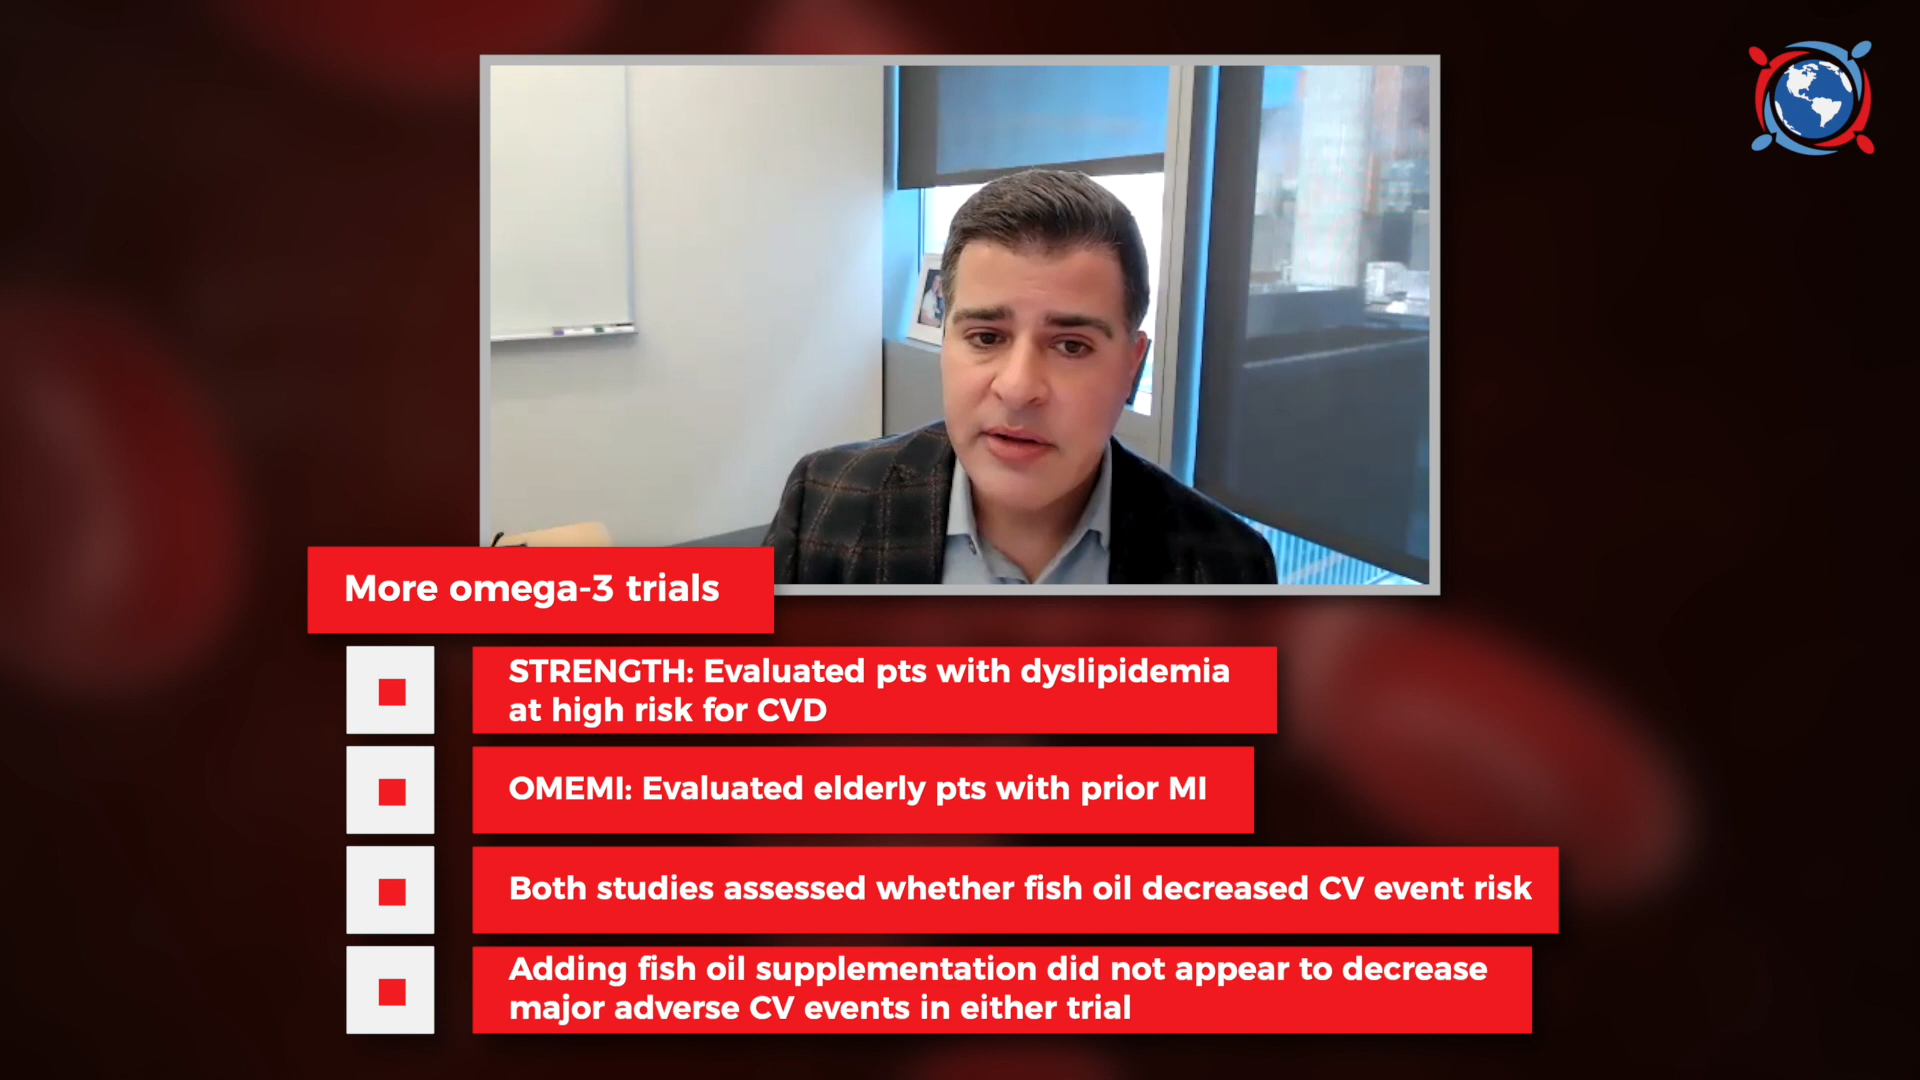 More omega-3 trials
STRENGTH: Evaluated pts with dyslipidemia
at high risk for CVD
OMEMI: Evaluated elderly pts with prior MI
Both studies assessed whether fish oil decreased CV event risk
Adding fish oil supplementation did not appear to decrease
major adverse CV events in either trial